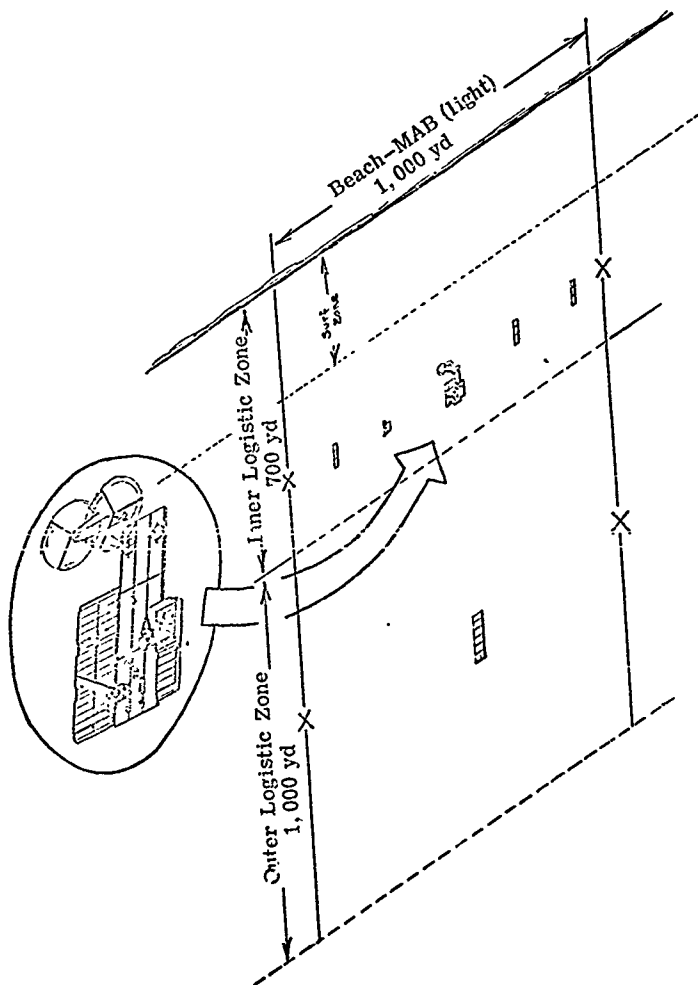 Beach-MAB (light)
1,000 yd
Surf
Zone
Inner Logistic Zone
700 yd
Outer Logistic Zone
1,000 yd